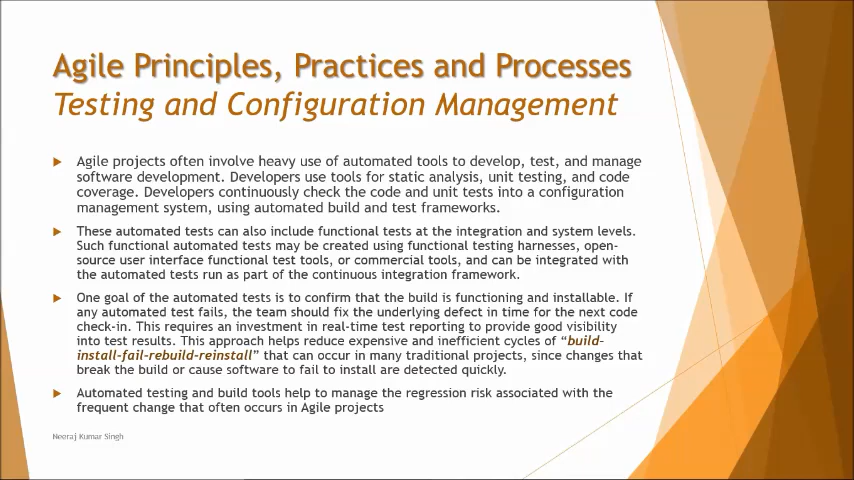 Agile Principles, Practices and Processes
Testing and Configuration Management
Agile projects often involve heavy use of automated tools to develop, test, and manage
software development. Developers use tools for static analysis, unit testing, and code
coverage. Developers continuously check the code and unit tests into a configuration
management system, using automated build and test frameworks.
These automated tests can also include functional tests at the integration and system levels.
Such functional automated tests may be created using functional testing harnesses, open-
source user interface functional test tools, or commercial tools, and can be integrated with
the automated tests run as part of the continuous integration framework.
One goal of the automated tests is to confirm that the build is functioning and installable. If
any automated test fails, the team should fix the underlying defect in time for the next code
check-in. This requires an investment in real-time test reporting to provide good visibility
into test results. This approach helps reduce expensive and inefficient cycles of “build-
install-fail-rebuild-reinstall” that can occur in many traditional projects, since changes that
break the build or cause software to fail to install are detected quickly.
Automated testing and build tools help to manage the regression risk associated with the
frequent change that often occurs in Agile projects
Neeraj Kumar Singh